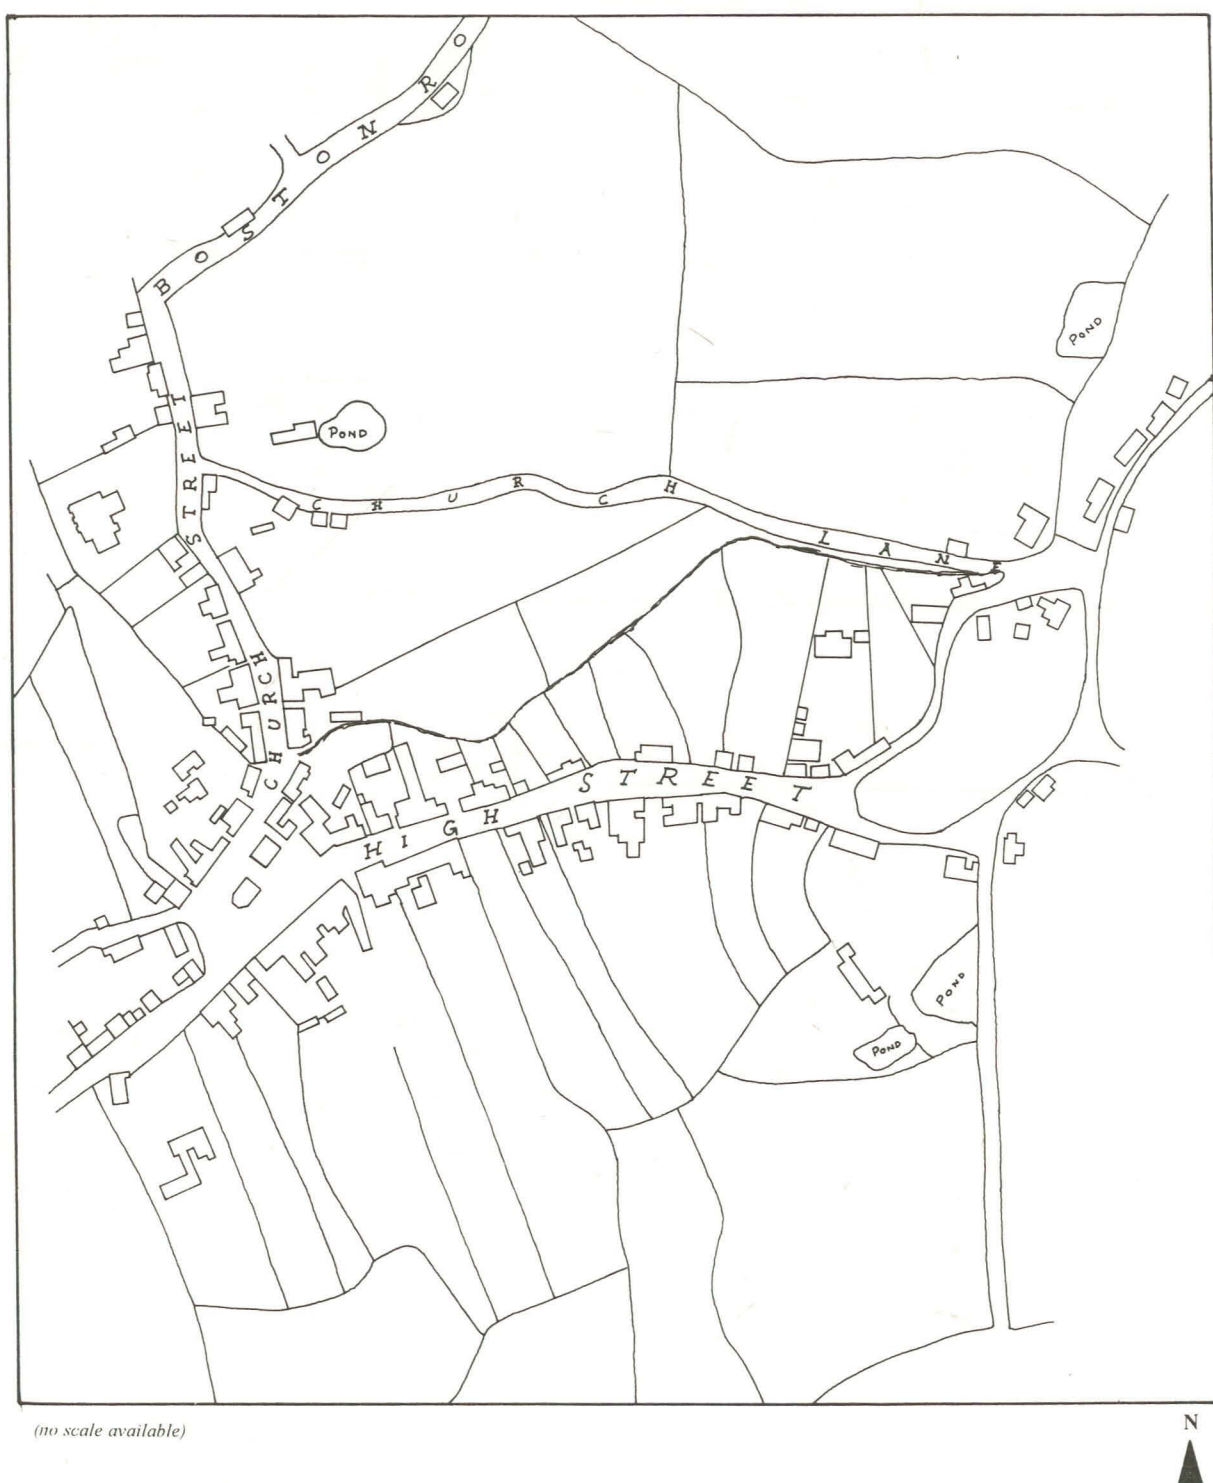 BOSTON RO
STREET
CHURCH
POND
CHURCH LANE
POND
HIGH STREET
POND
POND
(no scale available)
N